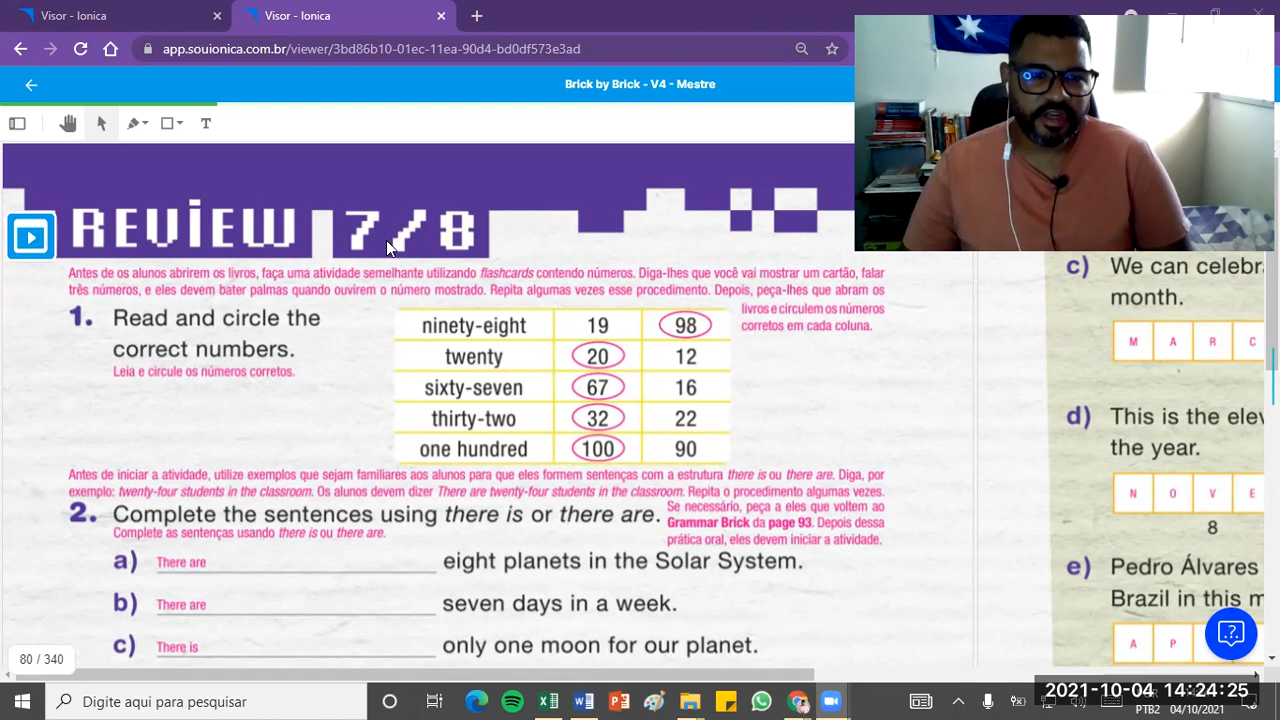 Visor - Ionica
Visor - Ionica
app.souionica.com.br/viewer/3bd86b10-01ec-11ea-90d4-bd0df573e3ad
Brick by Brick - V4 - Mestre
REVIEW 7/8
Antes de os alunos abrirem os livros, faça uma atividade semelhante utilizando flashcards contendo números. Diga-lhes que você vai mostrar um cartão, falar
três números, e eles devem bater palmas quando ouvirem o número mostrado. Repita algumas vezes esse procedimento. Depois, peça-lhes que abram os
livros e circulem os números
corretos em cada coluna.
1. Read and circle the
correct numbers.
Leia e circule os números corretos.
ninety-eight 19 98
twenty 20 12
sixty-seven 67 16
thirty-two 32 22
one hundred 100 90
Antes de iniciar a atividade, utilize exemplos que sejam familiares aos alunos para que eles formem sentenças com a estrutura there is ou there are. Diga, por
exemplo: twenty-four students in the classroom. Os alunos devem dizer There are twenty-four students in the classroom. Repita o procedimento algumas vezes.
Se necessário, peça a eles que voltem ao
Grammar Brick da page 93. Depois dessa
prática oral, eles devem iniciar a atividade.
2. Complete the sentences using there is or there are.
Complete as sentenças usando there is ou there are.
a) There are eight planets in the Solar System.
b) There are seven days in a week.
c) There is only one moon for our planet.
c) We can celebr
month.
M A R C
d) This is the elev
the year.
N O V E
8
e) Pedro Álvares
Brazil in this m
A P
80 / 340
Digite aqui para pesquisar
2021-10-04 14:24:25
PTB2 04/10/2021